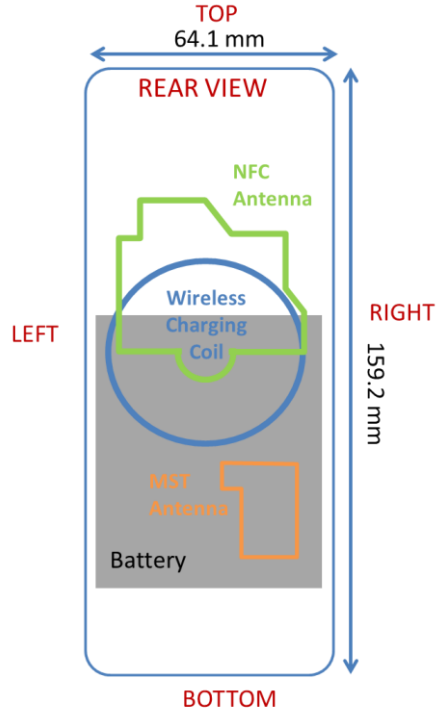 TOP
64.1 mm
REAR VIEW
NFC
Antenna
Wireless
Charging
Coil
LEFT
RIGHT
159.2 mm
MST
Antenna
Battery
BOTTOM